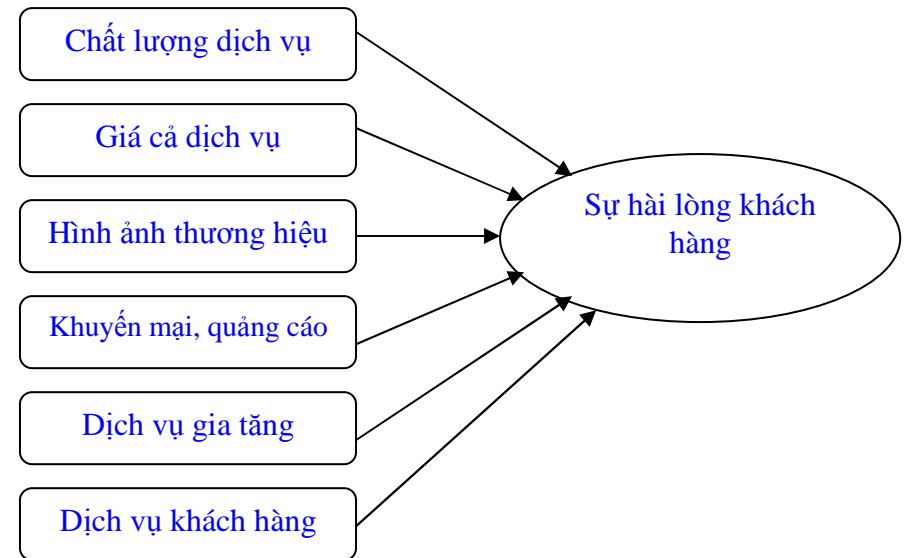 Chất lượng dịch vụ
Giá cả dịch vụ
Hình ảnh thương hiệu
Khuyến mại, quảng cáo
Dịch vụ gia tăng
Dịch vụ khách hàng
Sự hài lòng khách
hàng